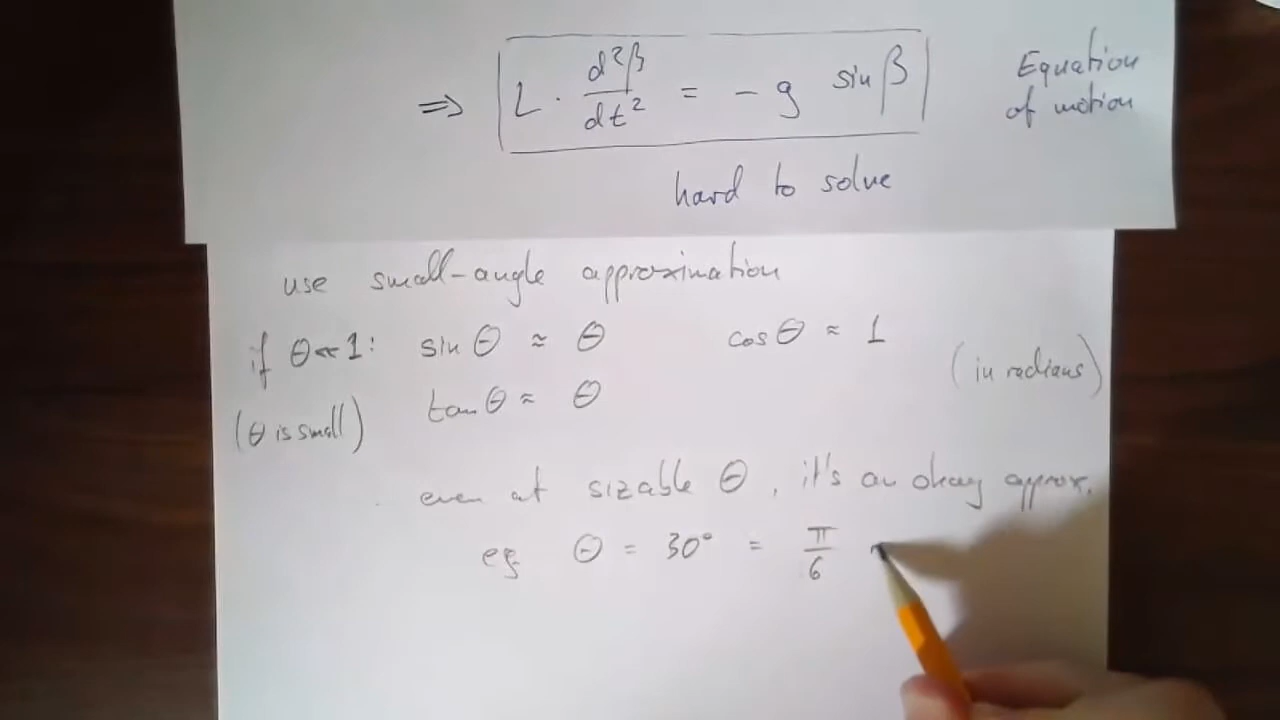 ⇒ L · d²β/dt² = - g sin β Equation of motion
hard to solve
use small-angle approximation
if Θ≪1: sin Θ ≈ Θ cos Θ ≈ 1
(in radians)
(Θ is small) tan Θ ≈ Θ
even at sizable Θ, it's an okay approx.
eg. Θ = 30° = π/6